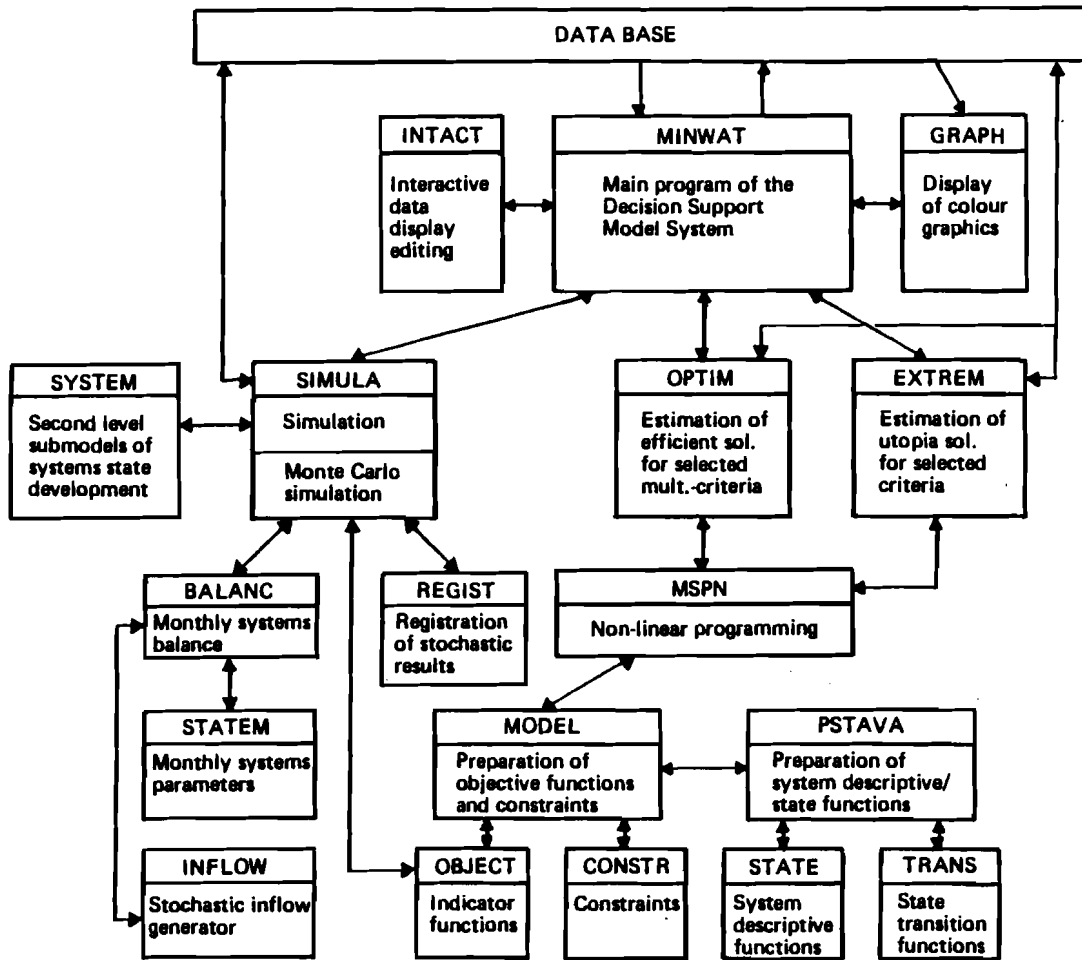 DATA BASE
INTACT
Interactive
data
display
editing
MINWAT
Main program of the
Decision Support
Model System
GRAPH
Display
of colour
graphics
SYSTEM
Second level
submodels of
systems state
development
SIMULA
Simulation
Monte Carlo
simulation
OPTIM
Estimation of
efficient sol.
for selected
mult.-criteria
EXTREM
Estimation of
utopia sol.
for selected
criteria
BALANC
Monthly systems
balance
REGIST
Registration
of stochastic
results
MSPN
Non-linear programming
STATEM
Monthly systems
parameters
MODEL
Preparation of
objective functions
and constraints
PSTAVA
Preparation of
system descriptive/
state functions
INFLOW
Stochastic inflow
generator
OBJECT
Indicator
functions
CONSTR
Constraints
STATE
System
descriptive
functions
TRANS
State
transition
functions